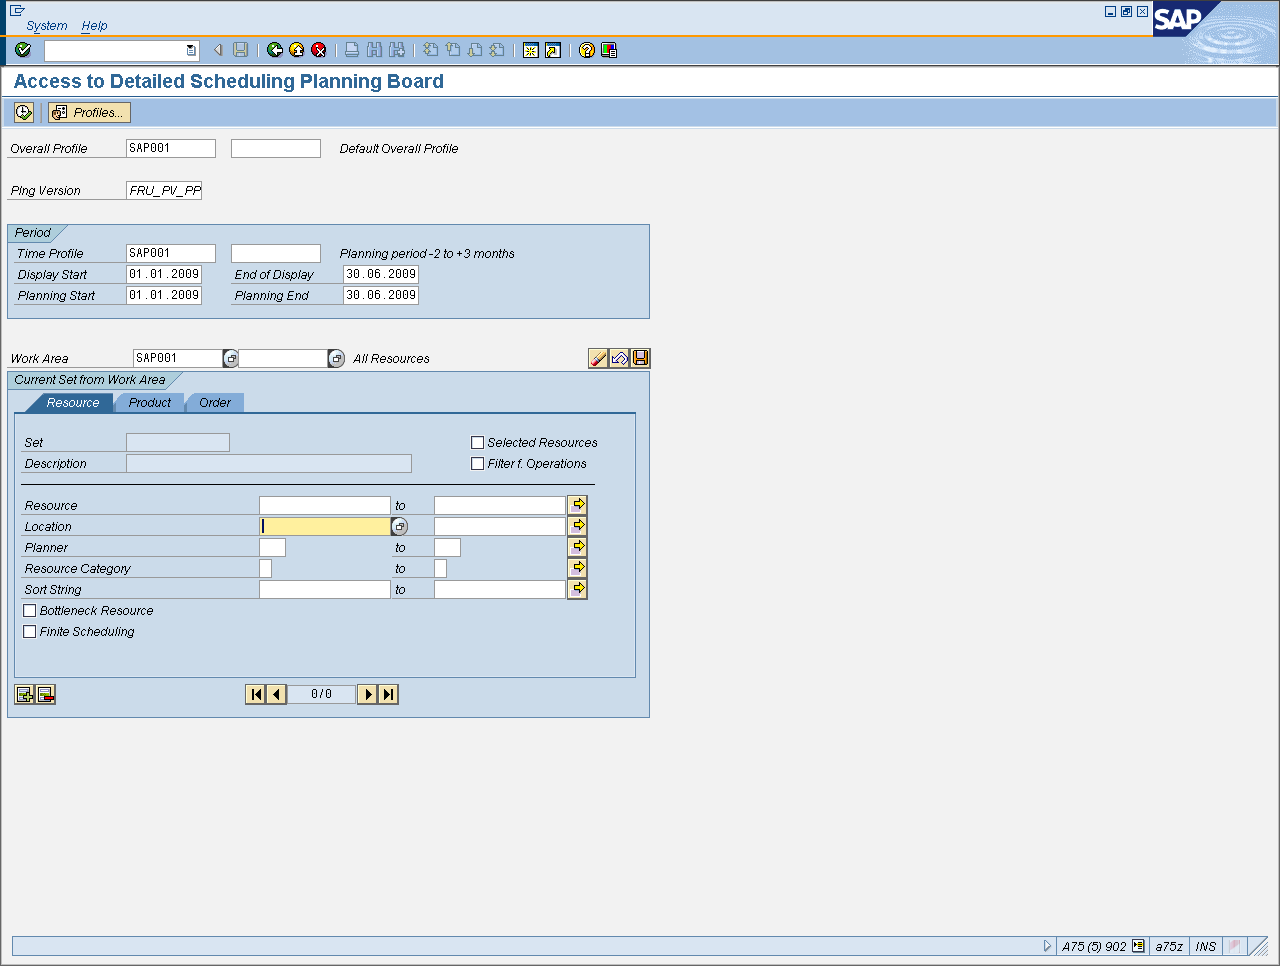 System Help
SAP
Access to Detailed Scheduling Planning Board
Profiles...
Overall Profile SAP001 Default Overall Profile
Plng Version FRU_PV_PP
Period
Time Profile SAP001 Planning period -2 to +3 months
Display Start 01.01.2009 End of Display 30.06.2009
Planning Start 01.01.2009 Planning End 30.06.2009
Work Area SAP001 All Resources
Current Set from Work Area
Resource Product Order
Set Selected Resources
Description Filter f. Operations
Resource to
Location
Planner to
Resource Category to
Sort String to
Bottleneck Resource
Finite Scheduling
0/0
A75 (5) 902 a75z INS